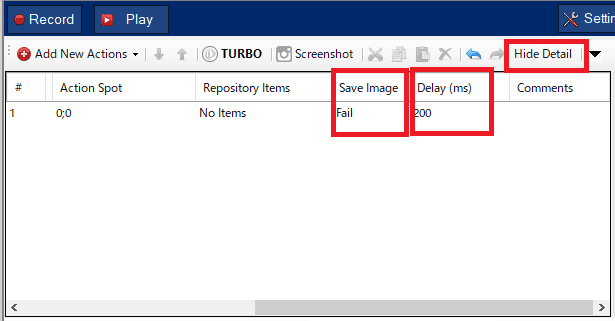 Record Play Settin
Add New Actions TURBO Screenshot Hide Detail
# Action Spot Repository Items Save Image Delay (ms) Comments
1 0;0 No Items Fail 200